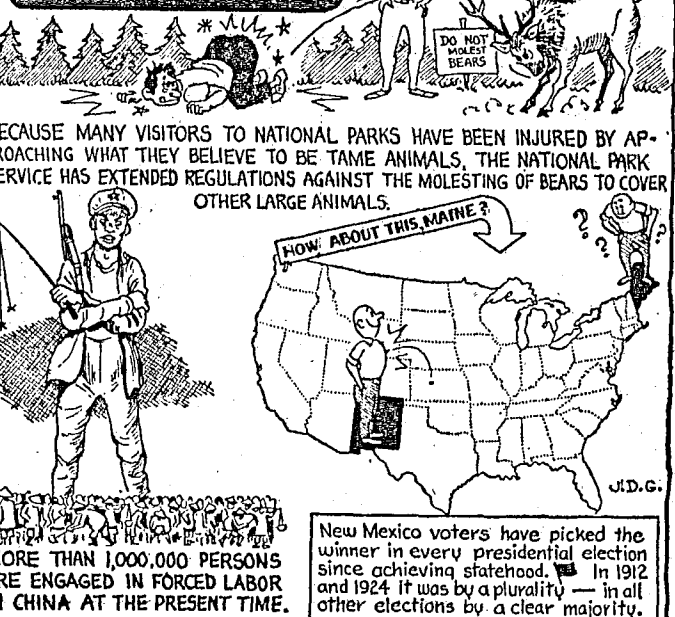 DO NOT
MOLEST
BEARS
ECAUSE MANY VISITORS TO NATIONAL PARKS HAVE BEEN INJURED BY AP-
ROACHING WHAT THEY BELIEVE TO BE TAME ANIMALS, THE NATIONAL PARK
ERVICE HAS EXTENDED REGULATIONS AGAINST THE MOLESTING OF BEARS TO COVER
OTHER LARGE ANIMALS.
HOW ABOUT THIS, MAINE?
? ? ? ?
J.D.G.
ORE THAN 1,000,000 PERSONS
RE ENGAGED IN FORCED LABOR
N CHINA AT THE PRESENT TIME.
New Mexico voters have picked the
winner in every presidential election
since achieving statehood. In 1912
and 1924 it was by a plurality — in all
other elections by a clear majority.